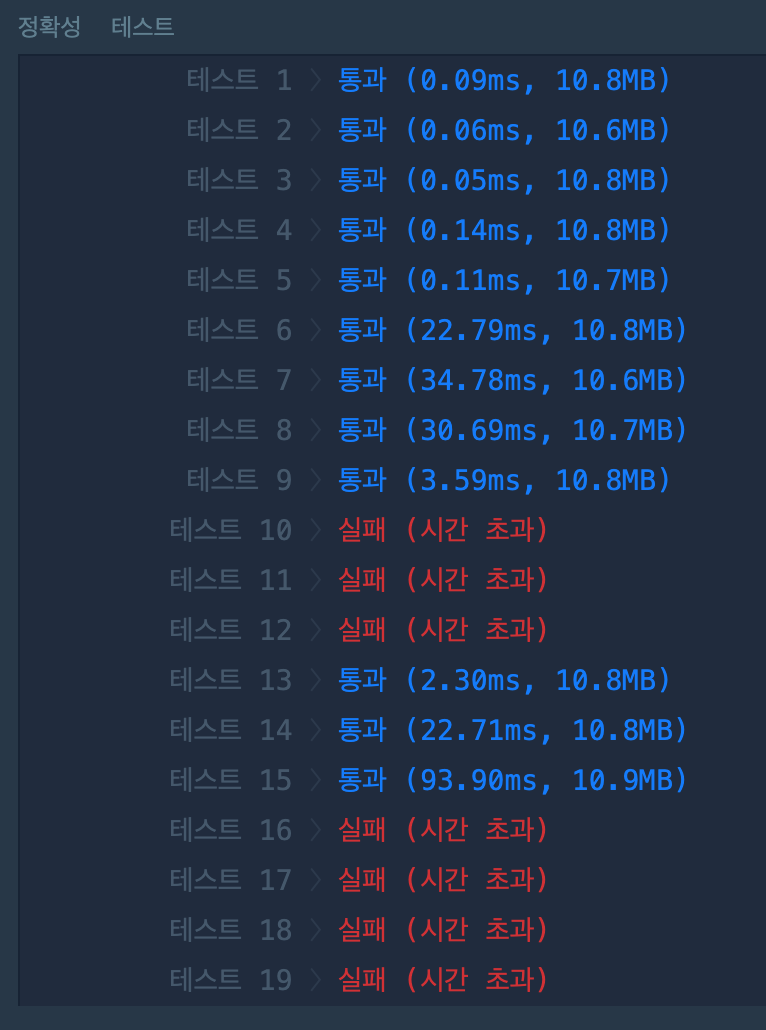 정확성 테스트
테스트 1 〉 통과 (0.09ms, 10.8MB)
테스트 2 〉 통과 (0.06ms, 10.6MB)
테스트 3 〉 통과 (0.05ms, 10.8MB)
테스트 4 〉 통과 (0.14ms, 10.8MB)
테스트 5 〉 통과 (0.11ms, 10.7MB)
테스트 6 〉 통과 (22.79ms, 10.8MB)
테스트 7 〉 통과 (34.78ms, 10.6MB)
테스트 8 〉 통과 (30.69ms, 10.7MB)
테스트 9 〉 통과 (3.59ms, 10.8MB)
테스트 10 〉 실패 (시간 초과)
테스트 11 〉 실패 (시간 초과)
테스트 12 〉 실패 (시간 초과)
테스트 13 〉 통과 (2.30ms, 10.8MB)
테스트 14 〉 통과 (22.71ms, 10.8MB)
테스트 15 〉 통과 (93.90ms, 10.9MB)
테스트 16 〉 실패 (시간 초과)
테스트 17 〉 실패 (시간 초과)
테스트 18 〉 실패 (시간 초과)
테스트 19 〉 실패 (시간 초과)